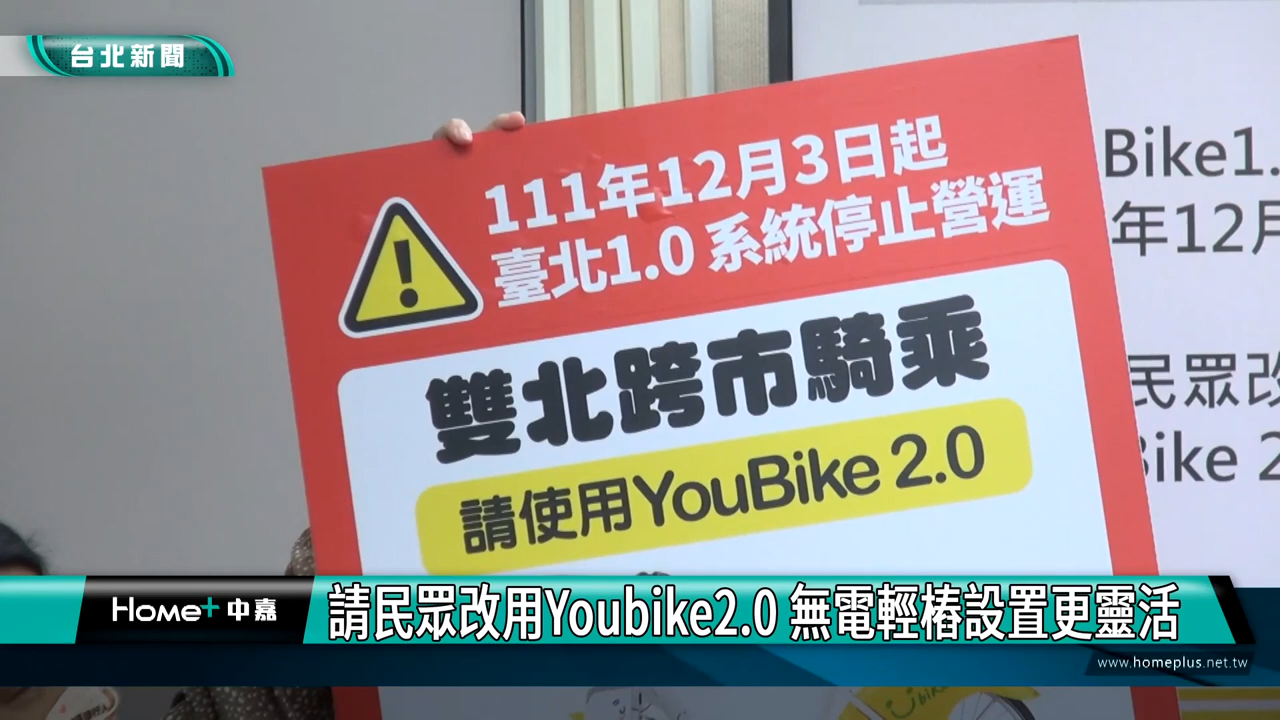 台北新聞
111年12月3日起
臺北1.0 系統停止營運
雙北跨市騎乘
請使用YouBike 2.0
Bike1.
年12月
民眾改
Bike 2
Home+ 中嘉
請民眾改用Youbike2.0 無電輕樁設置更靈活
www.homeplus.net.tw